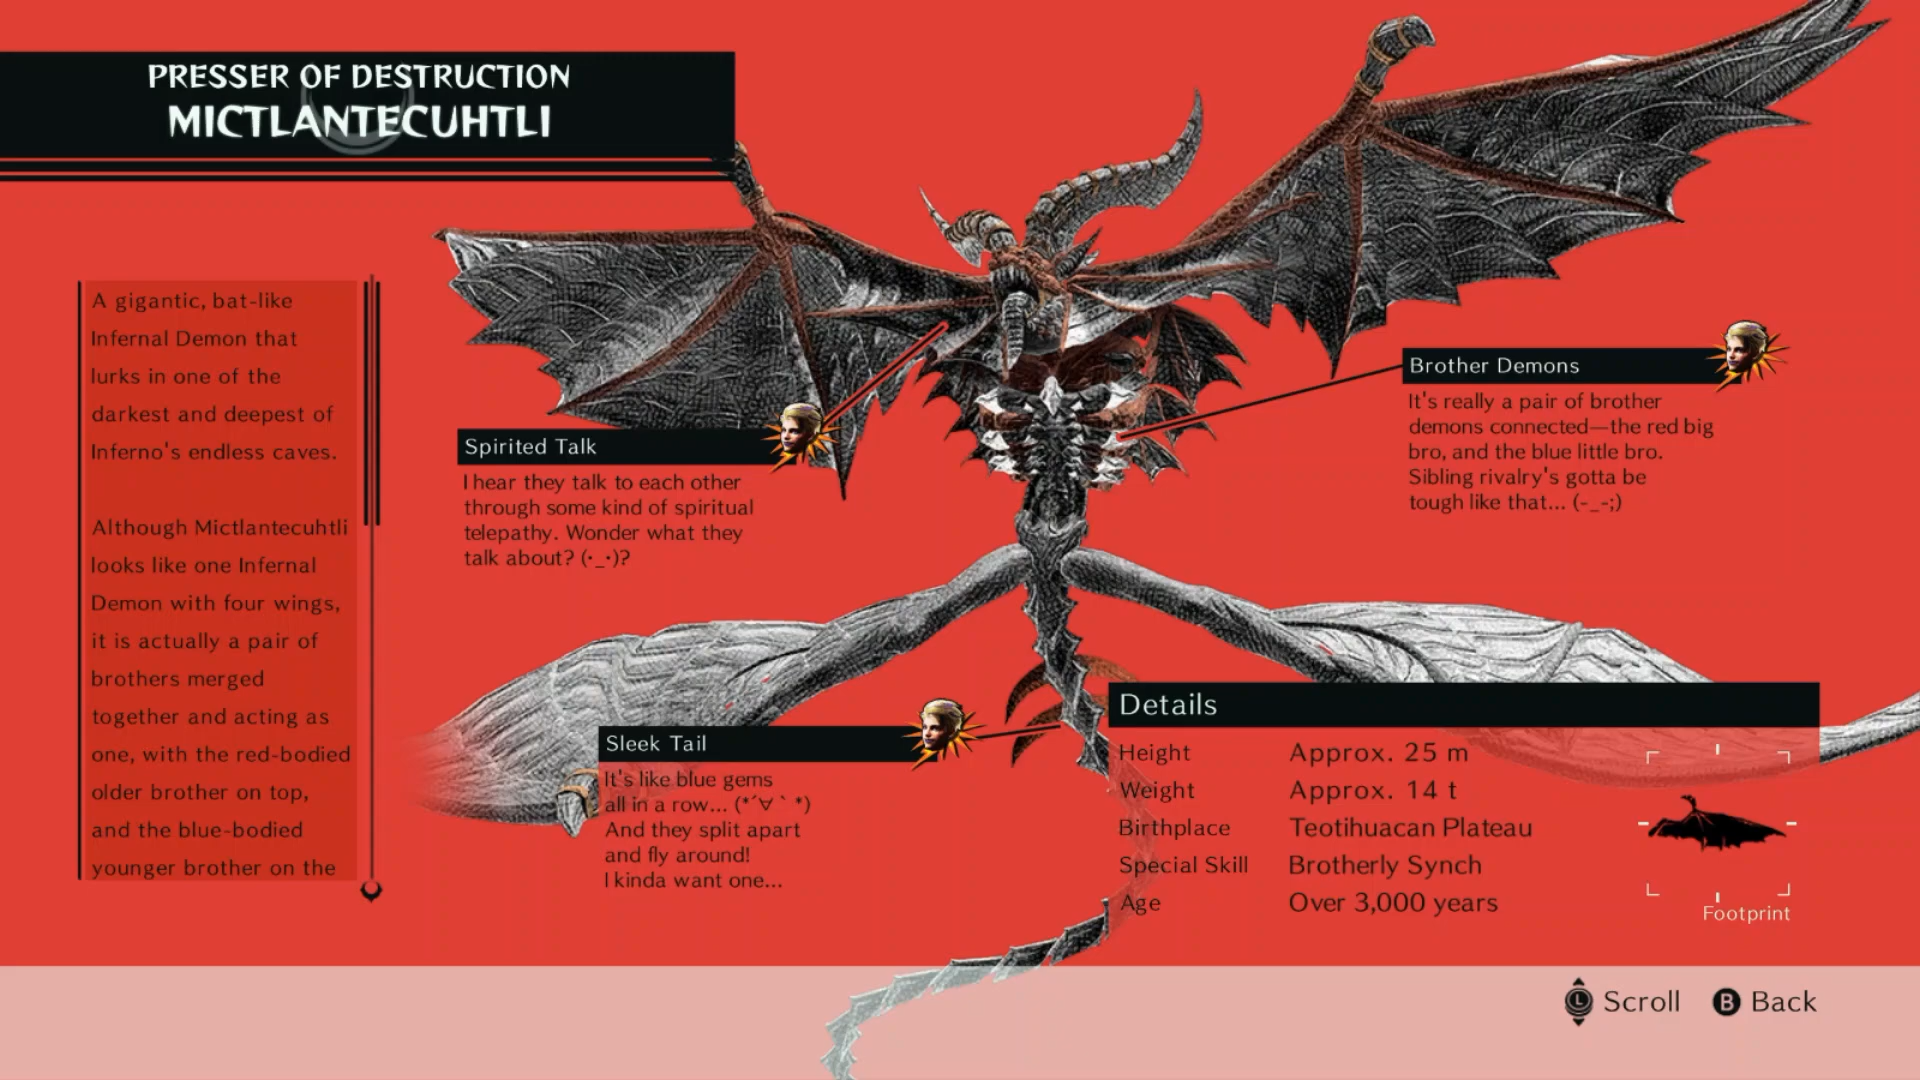 PRESSER OF DESTRUCTION
MICTLANTECUHTLI
A gigantic, bat-like
Infernal Demon that
lurks in one of the
darkest and deepest of
Inferno's endless caves.
Although Mictlantecuhtli
looks like one Infernal
Demon with four wings,
it is actually a pair of
brothers merged
together and acting as
one, with the red-bodied
older brother on top,
and the blue-bodied
younger brother on the
Spirited Talk
I hear they talk to each other
through some kind of spiritual
telepathy. Wonder what they
talk about? (·_·)?
Brother Demons
It's really a pair of brother
demons connected—the red big
bro, and the blue little bro.
Sibling rivalry's gotta be
tough like that... (-_-;)
Sleek Tail
It's like blue gems
all in a row... (*´∀`*)
And they split apart
and fly around!
I kinda want one...
Details
Height Approx. 25 m
Weight Approx. 14 t
Birthplace Teotihuacan Plateau
Special Skill Brotherly Synch
Age Over 3,000 years
Footprint
L Scroll B Back